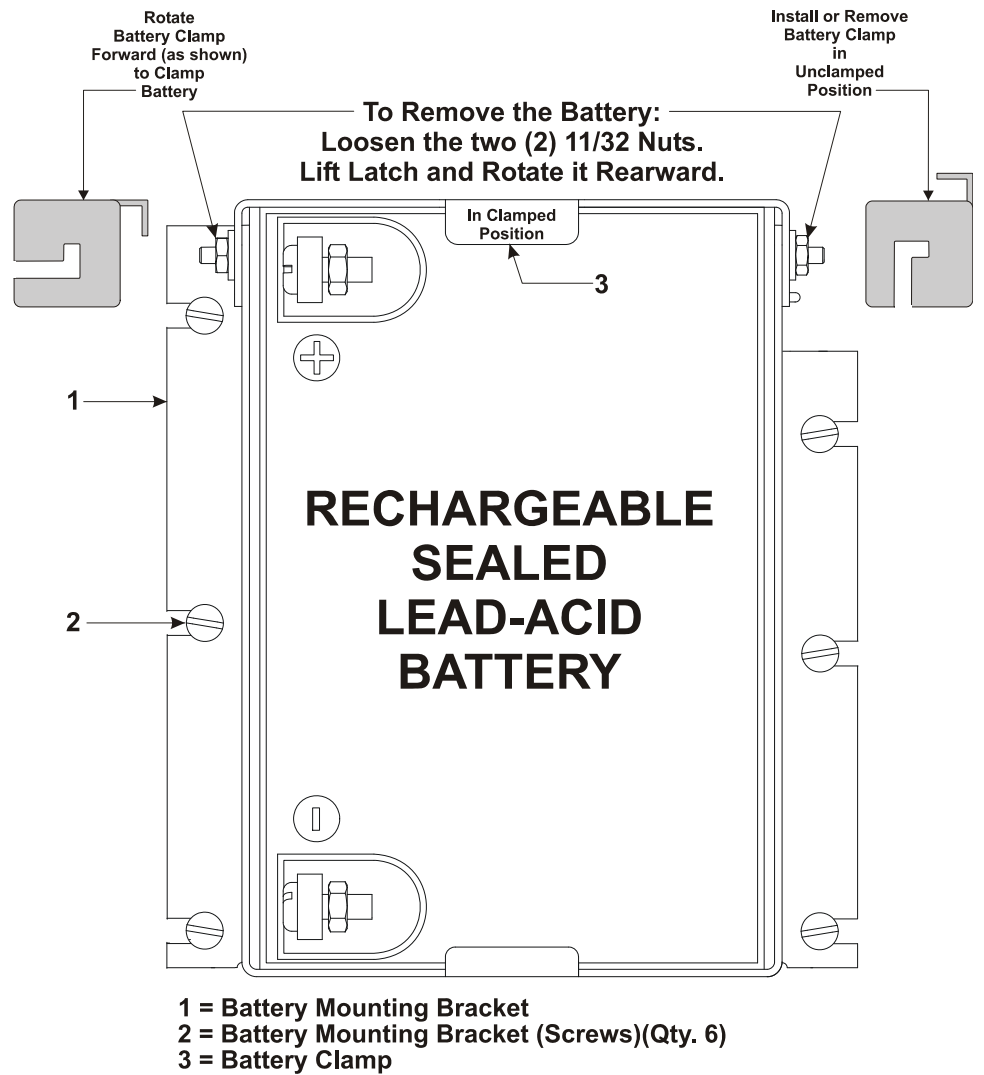 Rotate
Battery Clamp
Forward (as shown)
to Clamp
Battery
Install or Remove
Battery Clamp
in
Unclamped
Position
To Remove the Battery:
Loosen the two (2) 11/32 Nuts.
Lift Latch and Rotate it Rearward.
In Clamped
Position
3
1
RECHARGEABLE
SEALED
LEAD-ACID
BATTERY
2
1 = Battery Mounting Bracket
2 = Battery Mounting Bracket (Screws)(Qty. 6)
3 = Battery Clamp